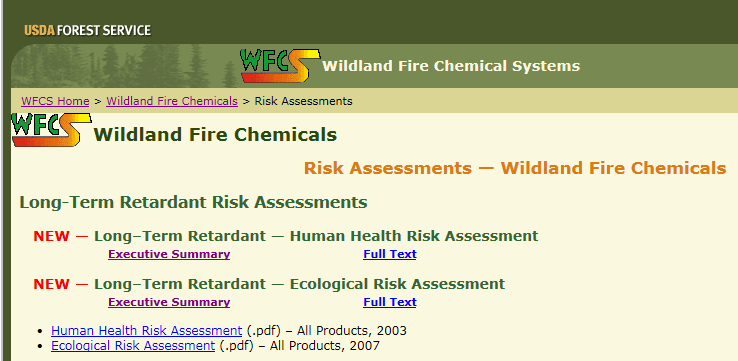 USDA FOREST SERVICE
WFCS Wildland Fire Chemical Systems
WFCS Home > Wildland Fire Chemicals > Risk Assessments
WFCS Wildland Fire Chemicals
Risk Assessments — Wildland Fire Chemicals
Long-Term Retardant Risk Assessments
NEW — Long–Term Retardant — Human Health Risk Assessment
Executive Summary Full Text
NEW — Long–Term Retardant — Ecological Risk Assessment
Executive Summary Full Text
• Human Health Risk Assessment (.pdf) – All Products, 2003
• Ecological Risk Assessment (.pdf) – All Products, 2007